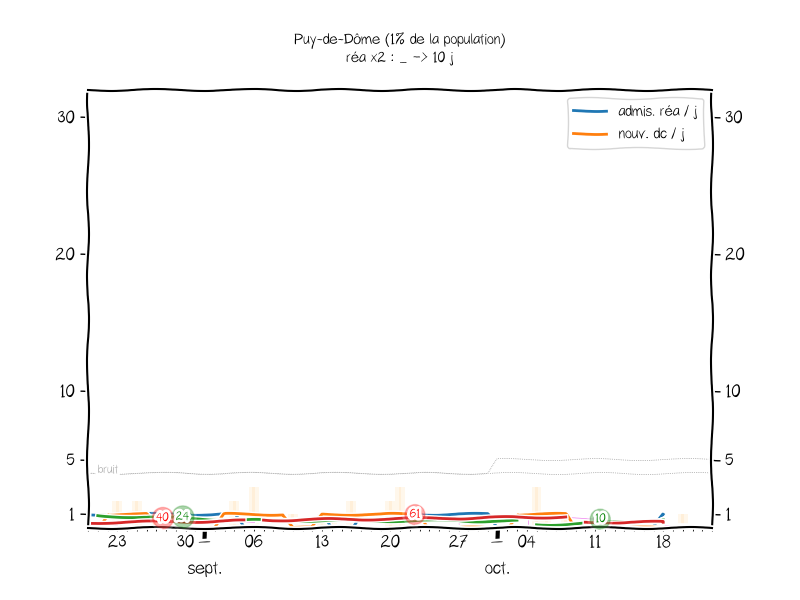 Puy-de-Dôme (1% de la population)
réa x2 : _ -> 10 j
admis. réa / j
nouv. dc / j
30 30
20 20
10 10
5 5
bruit
1 1
40 24 61 10
23 30 06 13 20 27 04 11 18
sept. oct.